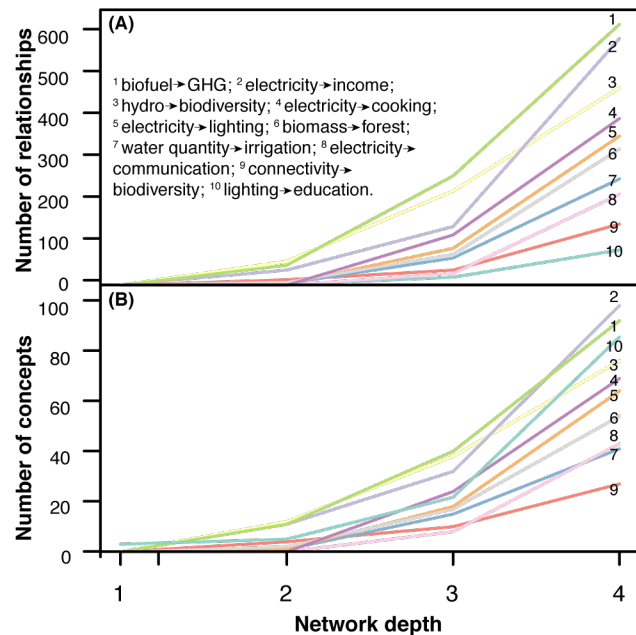 (A)
600
500
400
300
200
100
0
Number of relationships
1 biofuel→GHG; 2 electricity→income;
3 hydro→biodiversity; 4 electricity→cooking;
5 electricity→lighting; 6 biomass→forest;
7 water quantity→irrigation; 8 electricity→
communication; 9 connectivity→
biodiversity; 10 lighting→education.
1
2
3
4
5
6
7
8
9
10
(B)
100
80
60
40
20
0
Number of concepts
2
1
10
3
4
5
6
8
7
9
1 2 3 4
Network depth